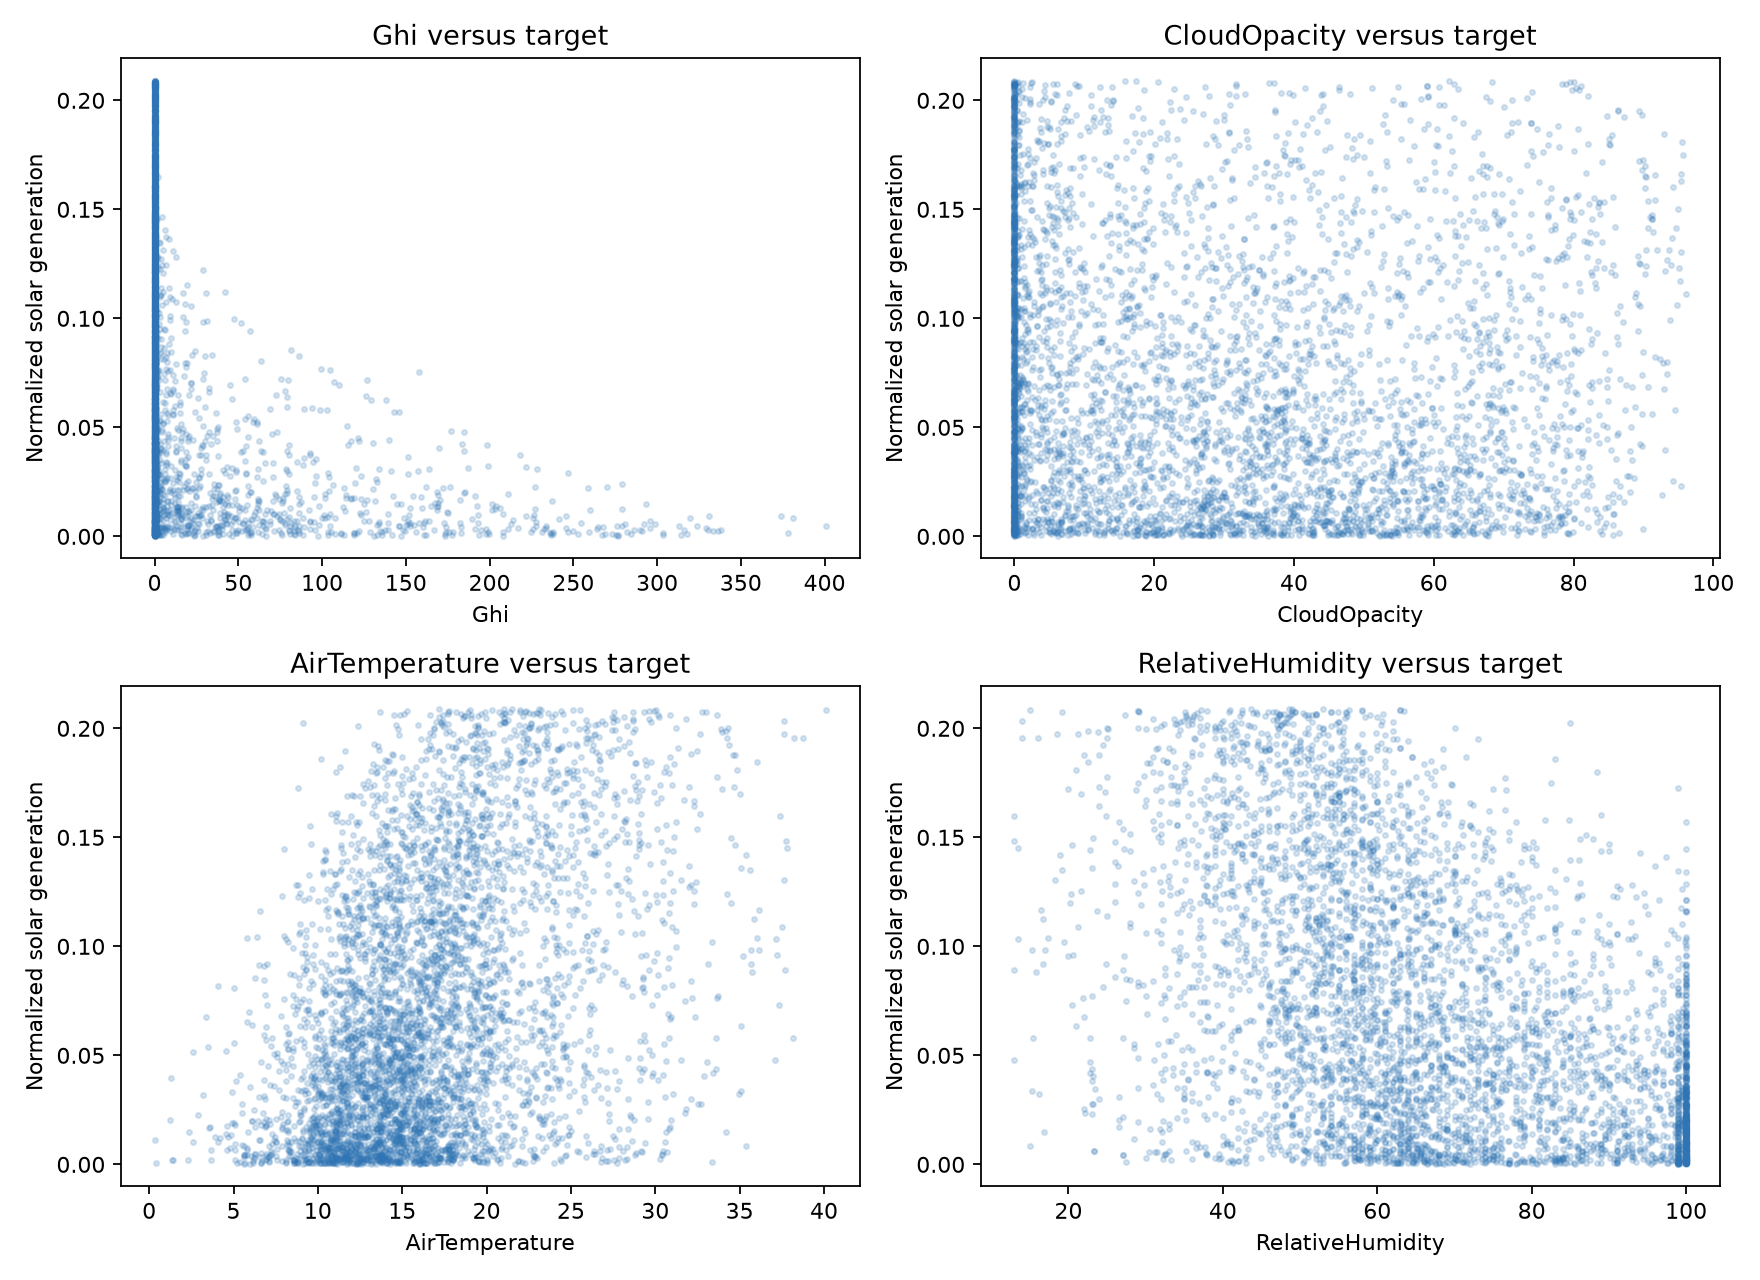 Ghi versus target
Normalized solar generation
0.20
0.15
0.10
0.05
0.00
0 50 100 150 200 250 300 350 400
Ghi
CloudOpacity versus target
Normalized solar generation
0.20
0.15
0.10
0.05
0.00
0 20 40 60 80 100
CloudOpacity
AirTemperature versus target
Normalized solar generation
0.20
0.15
0.10
0.05
0.00
0 5 10 15 20 25 30 35 40
AirTemperature
RelativeHumidity versus target
Normalized solar generation
0.20
0.15
0.10
0.05
0.00
20 40 60 80 100
RelativeHumidity